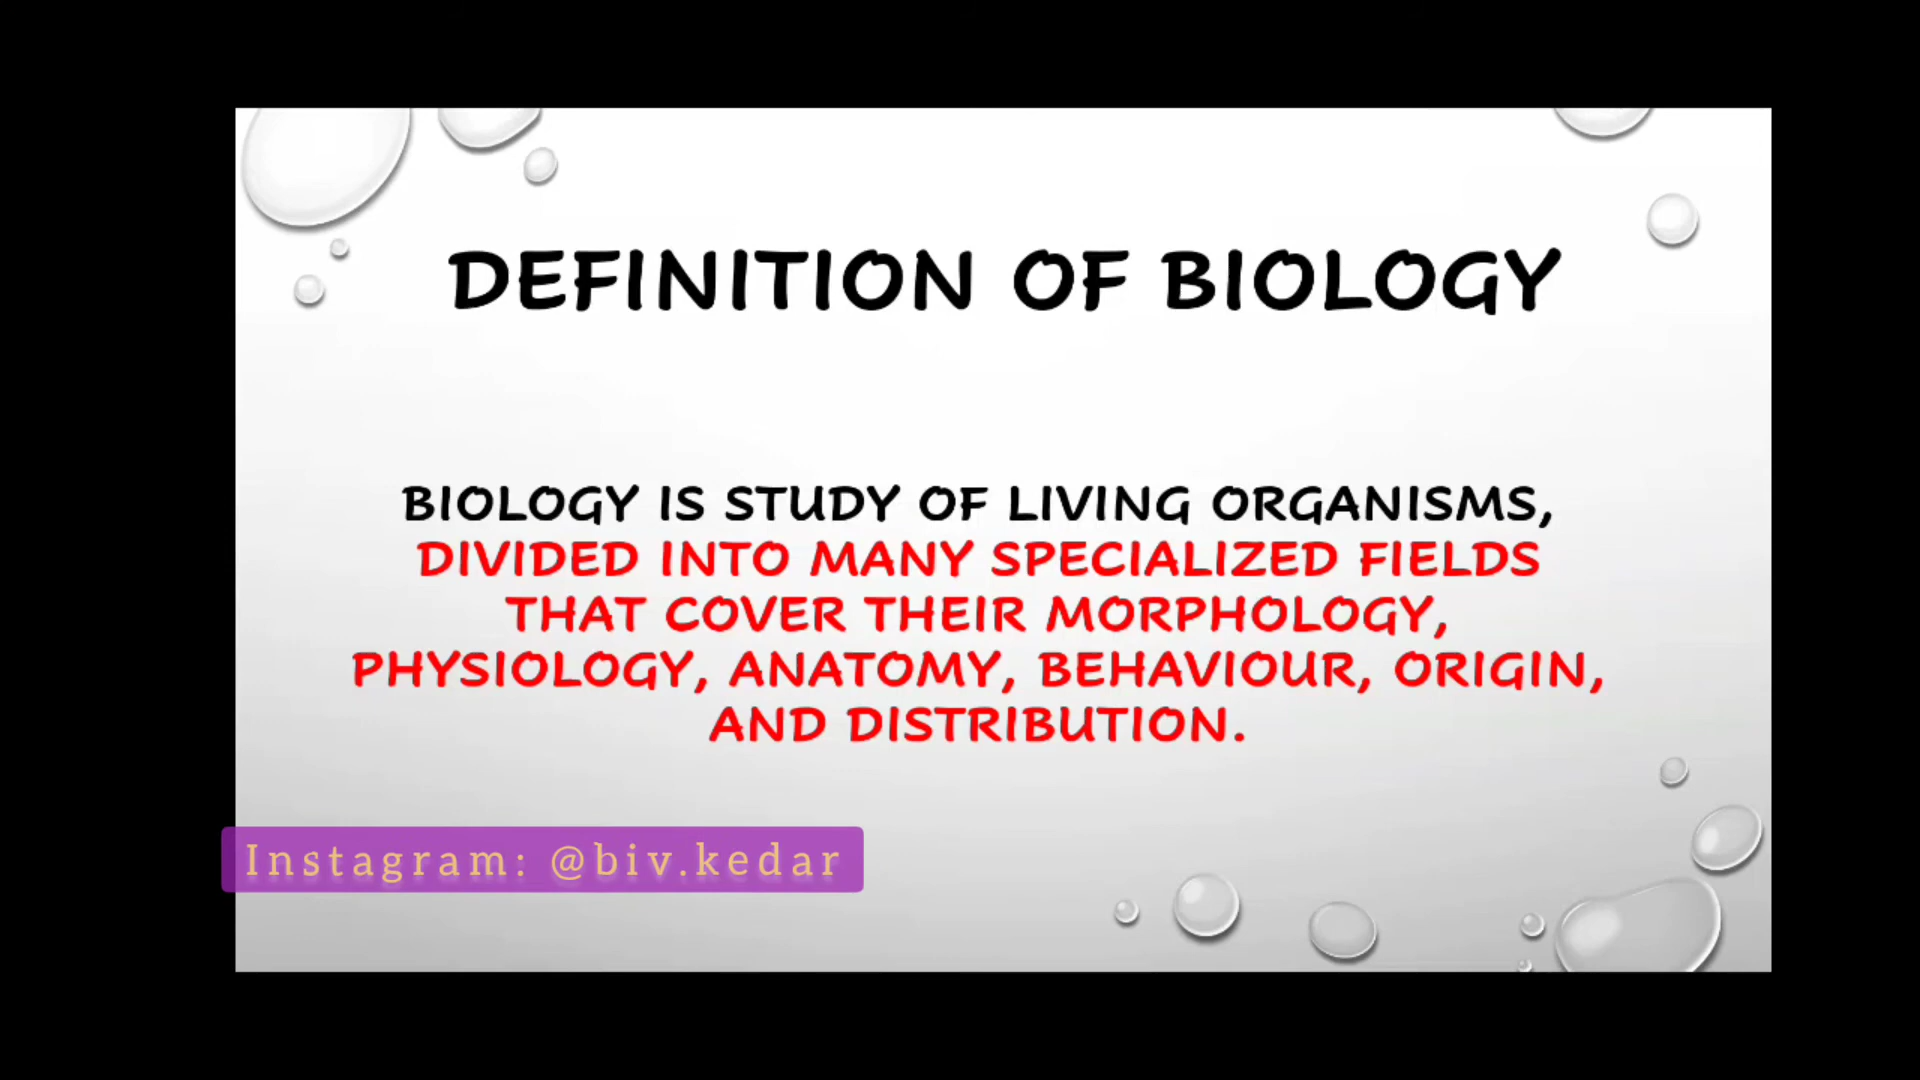 DEFINITION OF BIOLOGY
BIOLOGY IS STUDY OF LIVING ORGANISMS,
DIVIDED INTO MANY SPECIALIZED FIELDS
THAT COVER THEIR MORPHOLOGY,
PHYSIOLOGY, ANATOMY, BEHAVIOUR, ORIGIN,
AND DISTRIBUTION.
Instagram: @biv.kedar